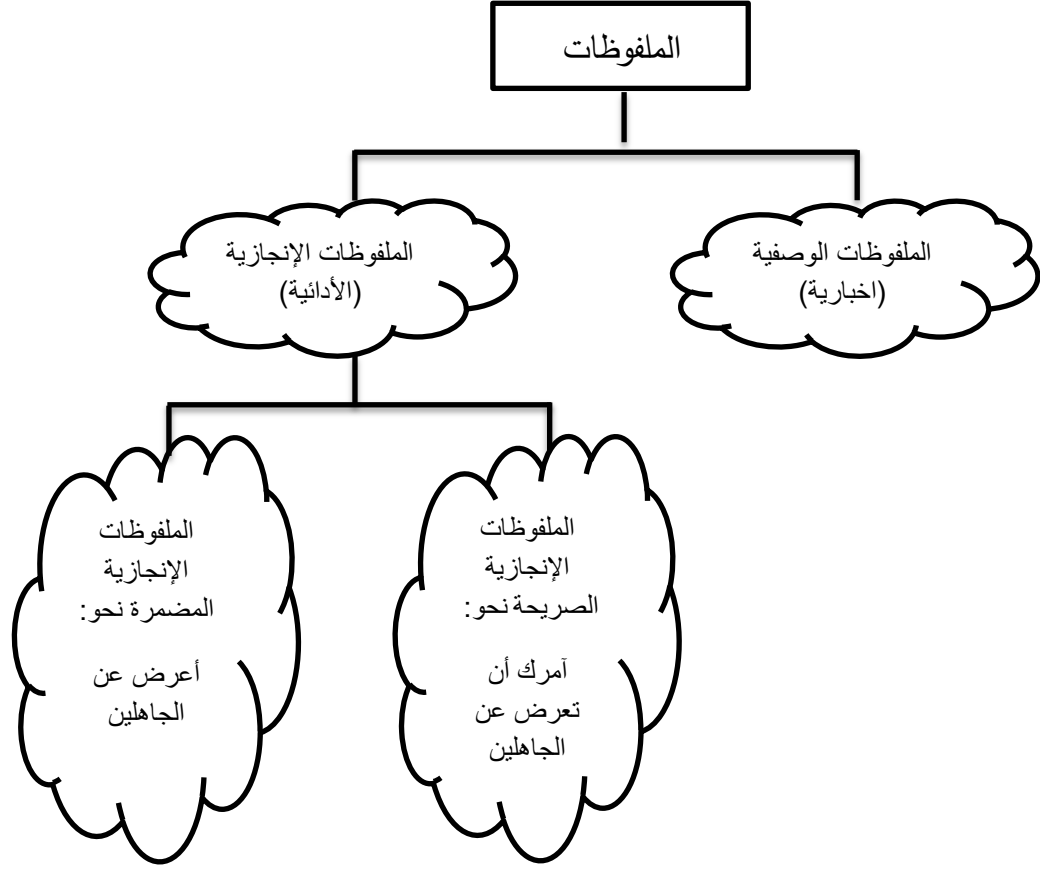 الملفوظات
الملفوظات الوصفية
(اخبارية)
الملفوظات الإنجازية
(الأدائية)
الملفوظات
الإنجازية
الصريحة نحو:
آمرك أن
تعرض عن
الجاهلين
الملفوظات
الإنجازية
المضمرة نحو:
أعرض عن
الجاهلين